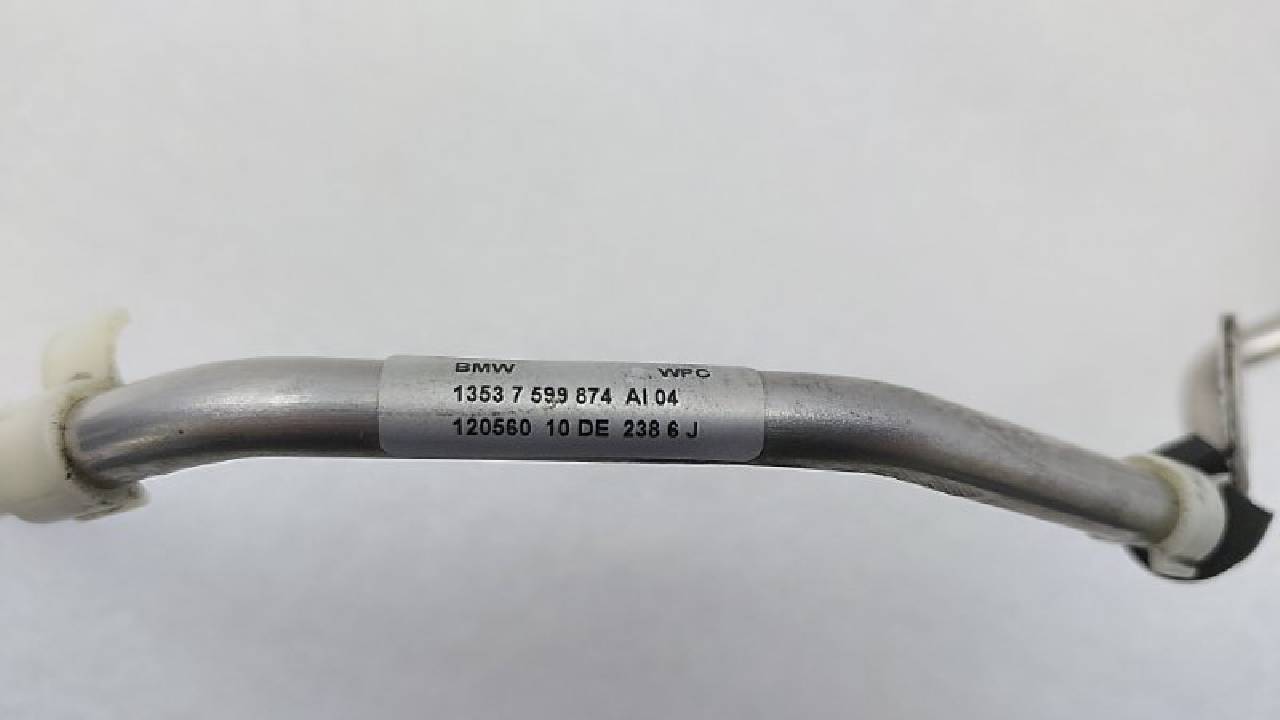 BMW WPC
1353 7 599 874 AI 04
120560 10 DE 238 6 J